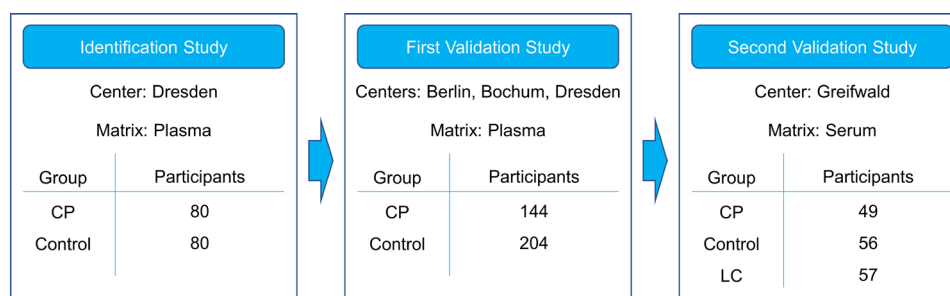 Identification Study
Center: Dresden
Matrix: Plasma
Group Participants
CP 80
Control 80
First Validation Study
Centers: Berlin, Bochum, Dresden
Matrix: Plasma
Group Participants
CP 144
Control 204
Second Validation Study
Center: Greifwald
Matrix: Serum
Group Participants
CP 49
Control 56
LC 57